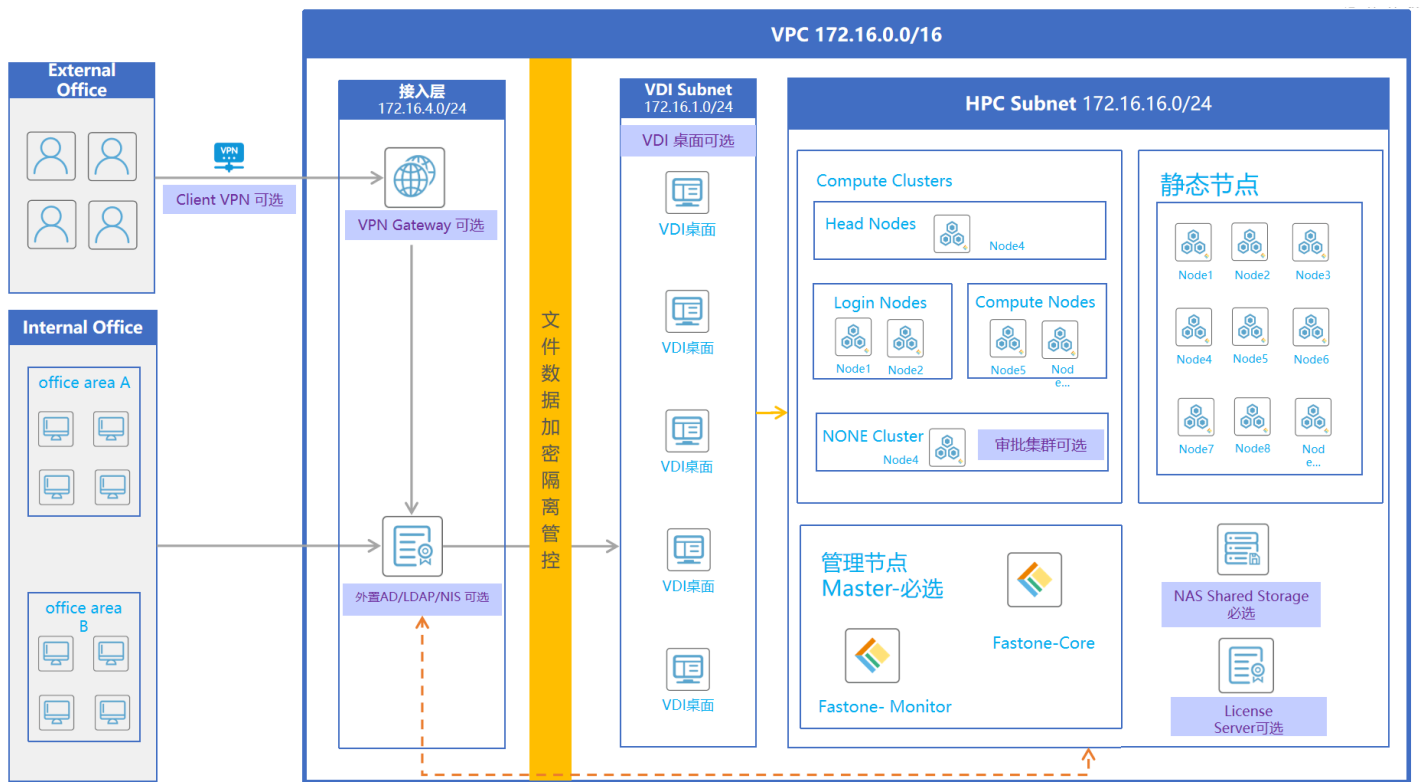 VPC 172.16.0.0/16
External
Office
VPN
Client VPN 可选
Internal Office
office area A
office area
B
接入层
172.16.4.0/24
VPN Gateway 可选
外置AD/LDAP/NIS 可选
文
件
数
据
加
密
隔
离
管
控
VDI Subnet
172.16.1.0/24
VDI 桌面可选
VDI桌面
VDI桌面
VDI桌面
VDI桌面
VDI桌面
HPC Subnet 172.16.16.0/24
Compute Clusters
Head Nodes
Node4
Login Nodes
Node1
Node2
Compute Nodes
Node5
Nod
e...
NONE Cluster
Node4
审批集群可选
静态节点
Node1
Node2
Node3
Node4
Node5
Node6
Node7
Node8
Nod
e...
管理节点
Master-必选
Fastone-Core
Fastone- Monitor
NAS Shared Storage
必选
License
Server可选